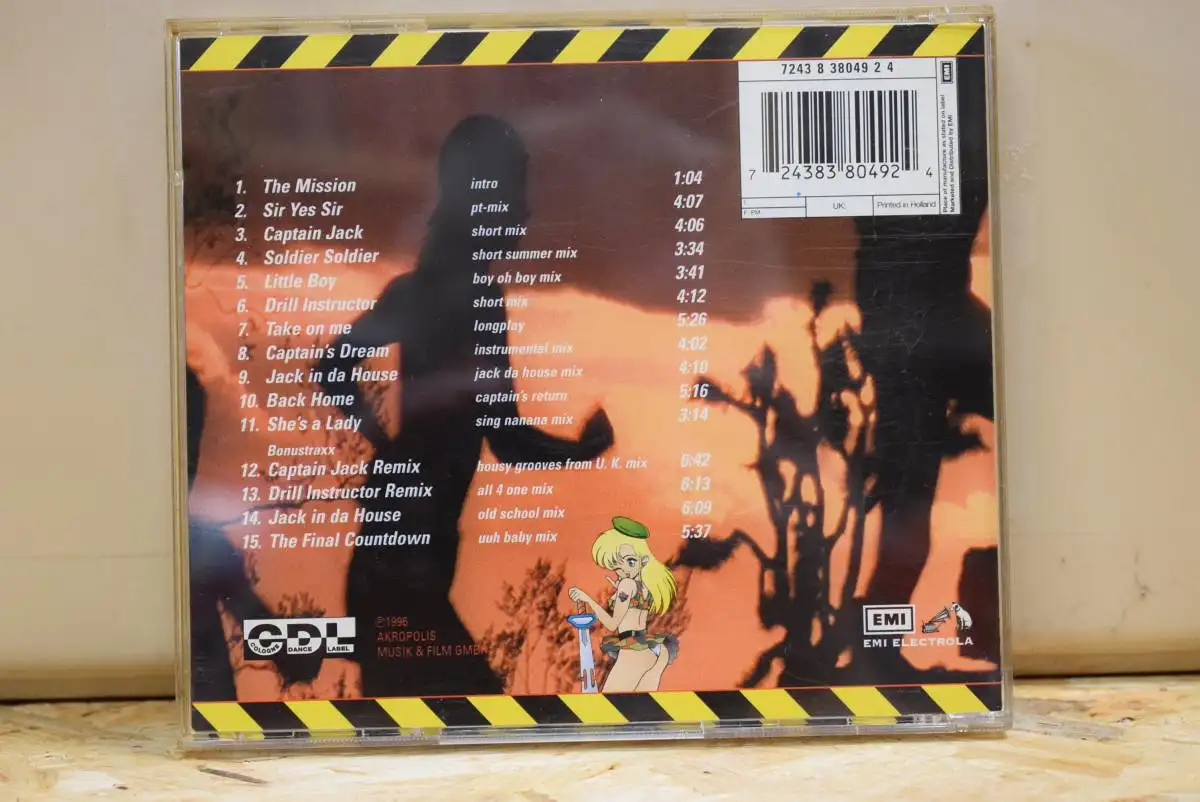 7243 8 38049 2 4
EMI
7 24383 80492 4
F: PM
UK:
Printed in Holland
Place of manufacture as stated on label
Marketed and Distributed by EMI
1. The Mission intro 1:04
2. Sir Yes Sir pt-mix 4:07
3. Captain Jack short mix 4:06
4. Soldier Soldier short summer mix 3:34
5. Little Boy boy oh boy mix 3:41
6. Drill Instructor short mix 4:12
7. Take on me longplay 5:26
8. Captain's Dream instrumental mix 4:02
9. Jack in da House jack da house mix 4:10
10. Back Home captain's return 5:16
11. She's a Lady sing nanana mix 3:14
Bonustraxx
12. Captain Jack Remix housy grooves from U. K. mix 6:42
13. Drill Instructor Remix all 4 one mix 6:13
14. Jack in da House old school mix 6:09
15. The Final Countdown uuh baby mix 5:37
CDL
COLOGNE DANCE LABEL
℗1996
AKROPOLIS
MUSIK & FILM GMBH
EMI
EMI ELECTROLA